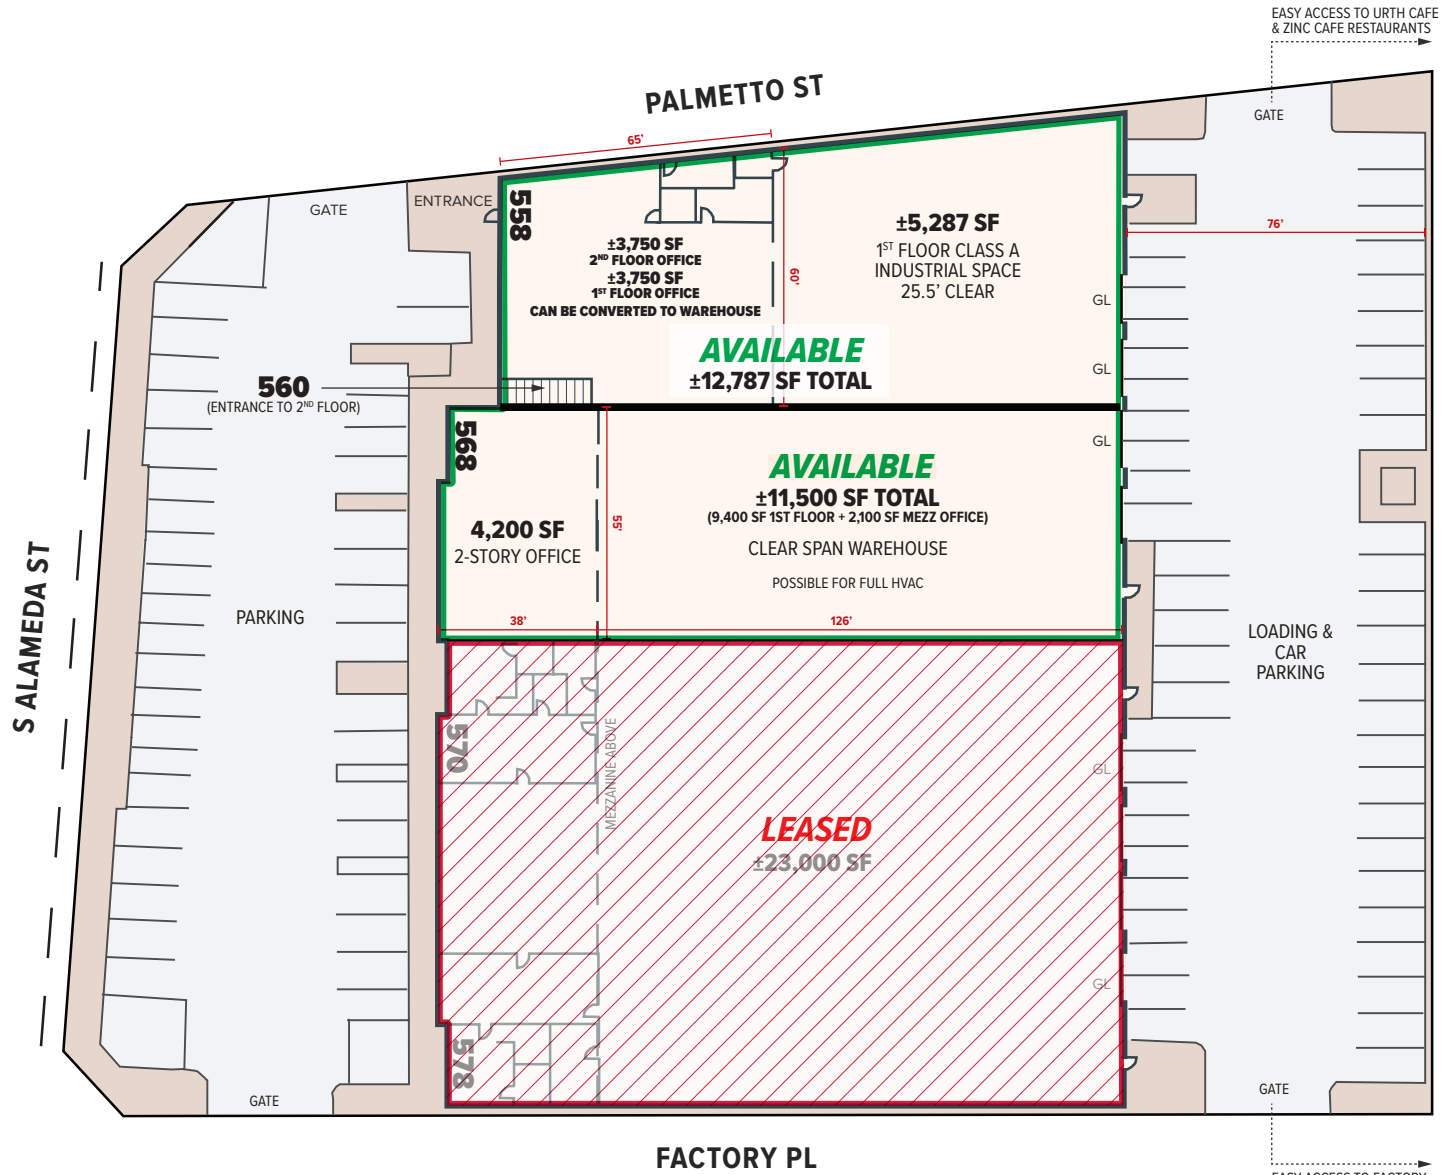 EASY ACCESS TO URTH CAFE
& ZINC CAFE RESTAURANTS
PALMETTO ST
GATE
65'
GATE
ENTRANCE
558
±3,750 SF
2ND FLOOR OFFICE
±3,750 SF
1ST FLOOR OFFICE
CAN BE CONVERTED TO WAREHOUSE
60'
±5,287 SF
1ST FLOOR CLASS A
INDUSTRIAL SPACE
25.5' CLEAR
76'
GL
GL
AVAILABLE
±12,787 SF TOTAL
560
(ENTRANCE TO 2ND FLOOR)
568
GL
AVAILABLE
±11,500 SF TOTAL
(9,400 SF 1ST FLOOR + 2,100 SF MEZZ OFFICE)
CLEAR SPAN WAREHOUSE
POSSIBLE FOR FULL HVAC
4,200 SF
2-STORY OFFICE
55'
38'
126'
S ALAMEDA ST
PARKING
LOADING &
CAR
PARKING
570
MEZZANINE ABOVE
GL
LEASED
±23,000 SF
GL
578
GATE
GATE
FACTORY PL
EASY ACCESS TO FACTORY